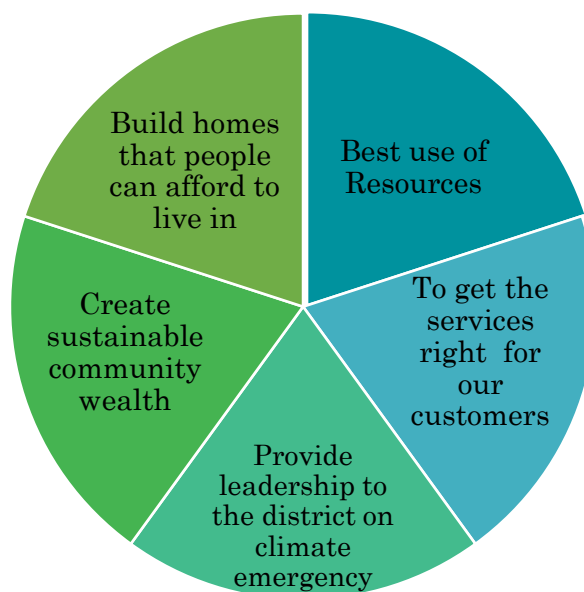 Best use of
Resources
To get the
services
right  for
our
customers
Provide
leadership to
the district on
climate
emergency
Create
sustainable
community
wealth
Build homes
that people
can afford to
live in